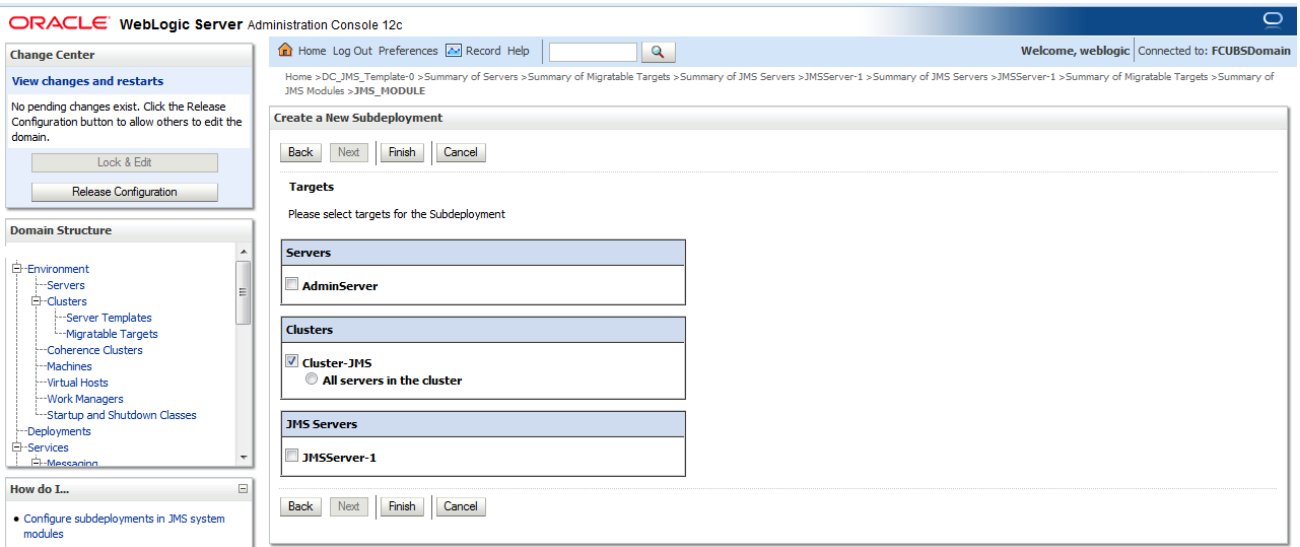 ORACLE WebLogic Server Administration Console 12c
Change Center
View changes and restarts
No pending changes exist. Click the Release
Configuration button to allow others to edit the
domain.
Lock & Edit
Release Configuration
Domain Structure
Environment
Servers
Clusters
Server Templates
Migratable Targets
Coherence Clusters
Machines
Virtual Hosts
Work Managers
Startup and Shutdown Classes
Deployments
Services
Messaging
How do I...
Configure subdeployments in JMS system
modules
Home Log Out Preferences Record Help
Welcome, weblogic Connected to: FCUBSDomain
Home >DC_JMS_Template-0 >Summary of Servers >Summary of Migratable Targets >Summary of JMS Servers >JMSServer-1 >Summary of JMS Servers >JMSServer-1 >Summary of Migratable Targets >Summary of
JMS Modules >JMS_MODULE
Create a New Subdeployment
Back Next Finish Cancel
Targets
Please select targets for the Subdeployment
Servers
AdminServer
Clusters
Cluster-JMS
All servers in the cluster
JMS Servers
JMSServer-1
Back Next Finish Cancel